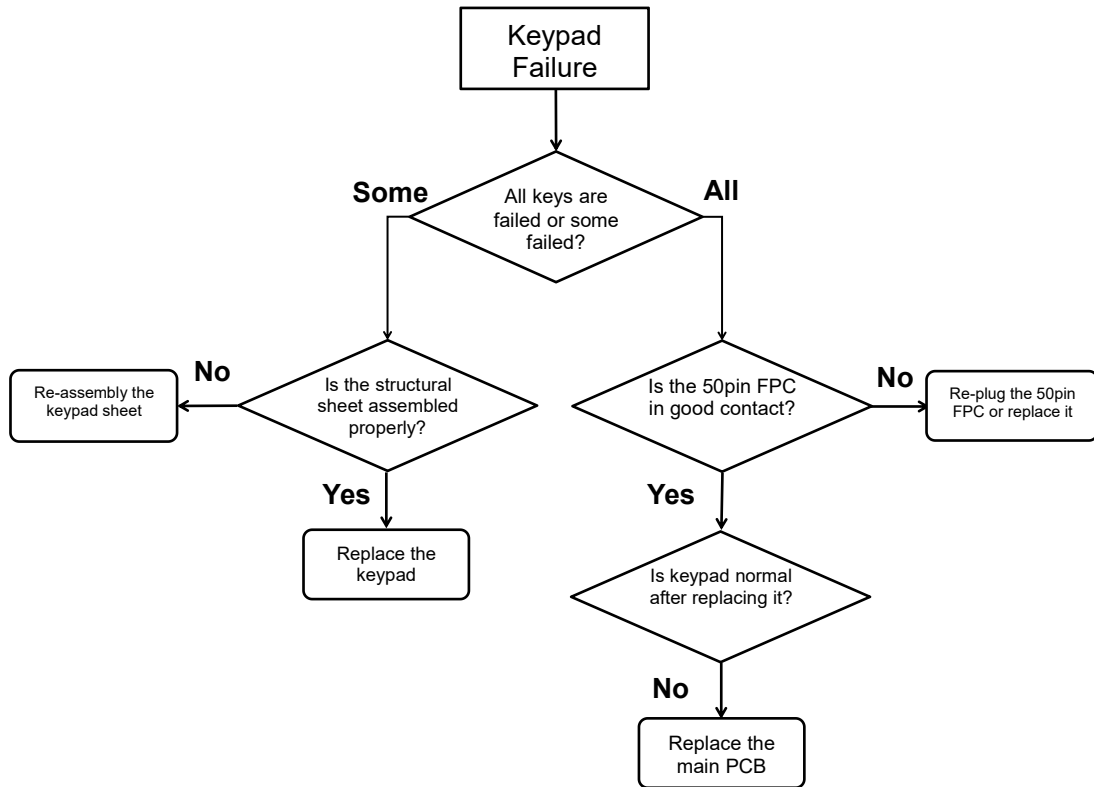 Keypad
Failure
Some
All
All keys are
failed or some
failed?
No
Re-assembly the
keypad sheet
Is the structural
sheet assembled
properly?
Is the 50pin FPC
in good contact?
No
Re-plug the 50pin
FPC or replace it
Yes
Yes
Replace the
keypad
Is keypad normal
after replacing it?
No
Replace the
main PCB